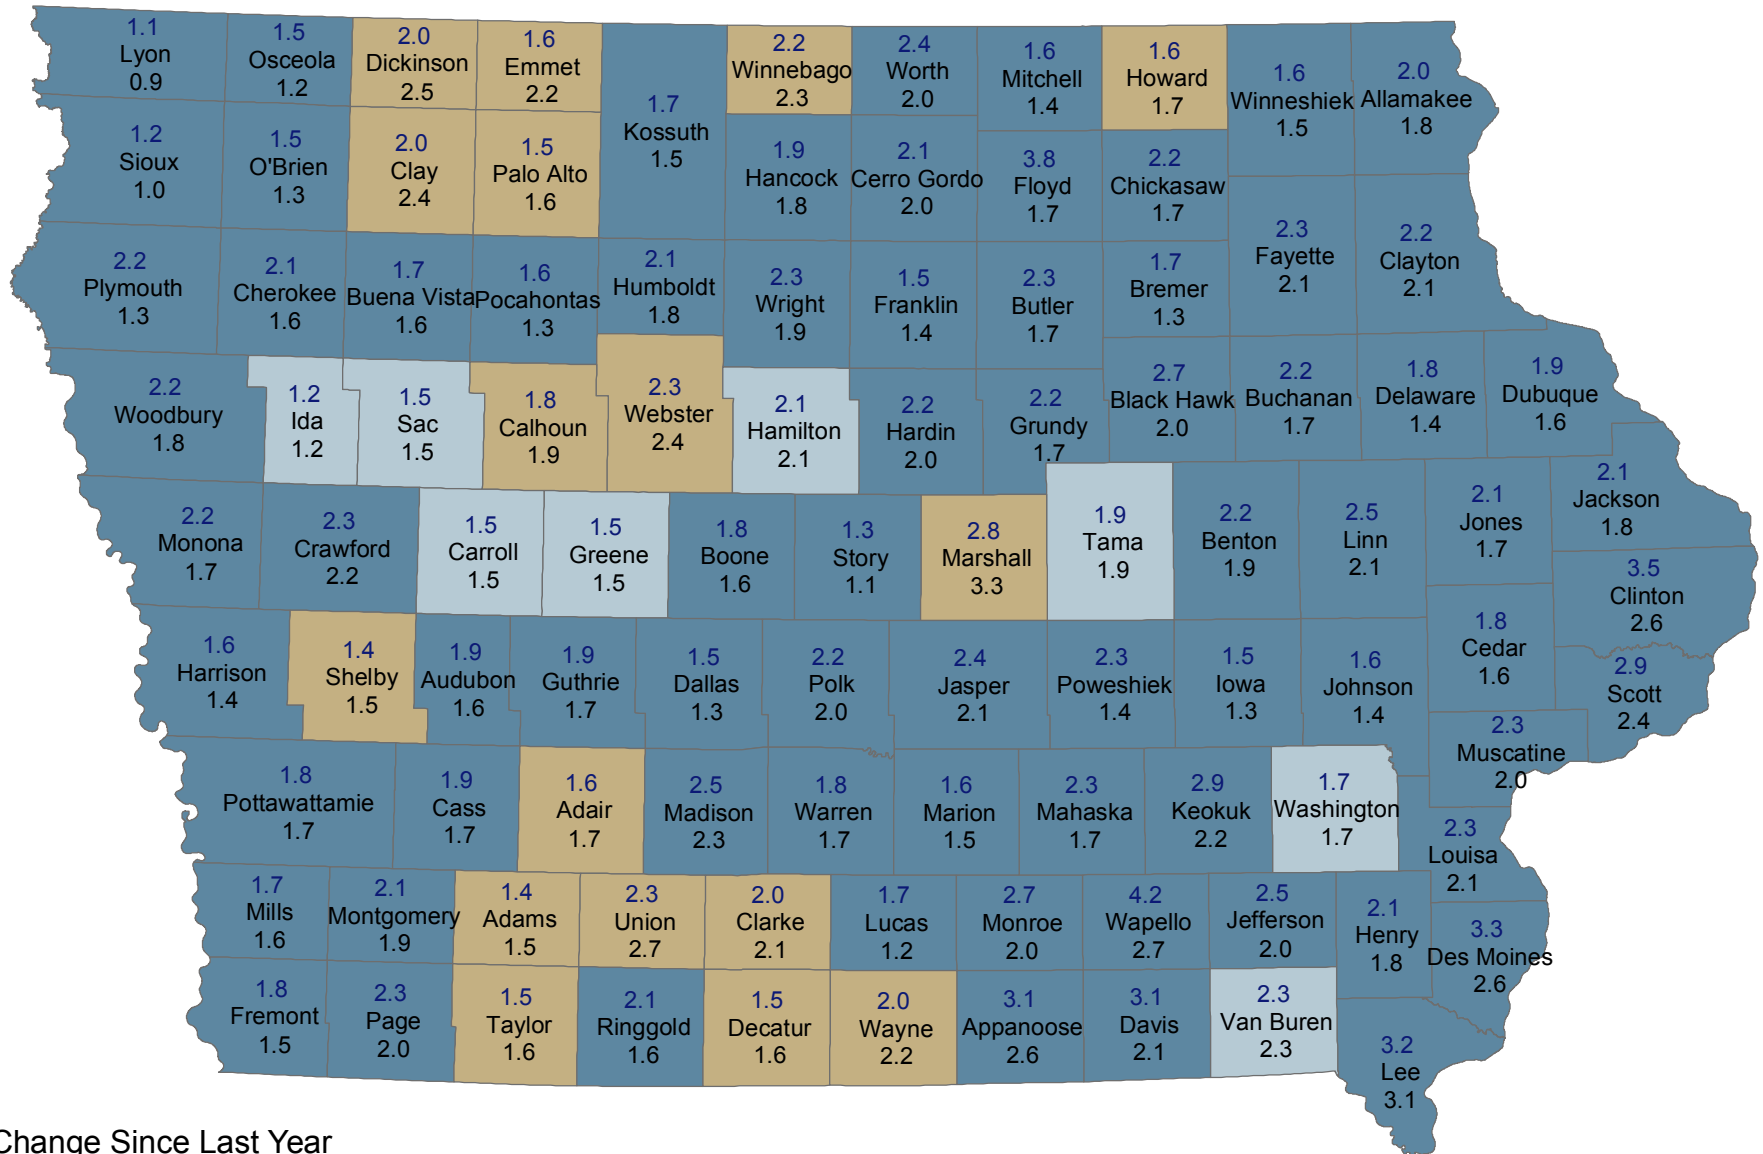 1.1
Lyon
0.9
1.5
Osceola
1.2
2.0
Dickinson
2.5
1.6
Emmet
2.2
1.7
Kossuth
1.5
2.2
Winnebago
2.3
2.4
Worth
2.0
1.6
Mitchell
1.4
1.6
Howard
1.7
1.6
Winneshiek
1.5
2.0
Allamakee
1.8
1.2
Sioux
1.0
1.5
O'Brien
1.3
2.0
Clay
2.4
1.5
Palo Alto
1.6
1.9
Hancock
1.8
2.1
Cerro Gordo
2.0
3.8
Floyd
1.7
2.2
Chickasaw
1.7
2.3
Fayette
2.1
2.2
Clayton
2.1
2.2
Plymouth
1.3
2.1
Cherokee
1.6
1.7
Buena Vista
1.6
1.6
Pocahontas
1.3
2.1
Humboldt
1.8
2.3
Wright
1.9
1.5
Franklin
1.4
2.3
Butler
1.7
1.7
Bremer
1.3
2.2
Woodbury
1.8
1.2
Ida
1.2
1.5
Sac
1.5
1.8
Calhoun
1.9
2.3
Webster
2.4
2.1
Hamilton
2.1
2.2
Hardin
2.0
2.2
Grundy
1.7
2.7
Black Hawk
2.0
2.2
Buchanan
1.7
1.8
Delaware
1.4
1.9
Dubuque
1.6
2.2
Monona
1.7
2.3
Crawford
2.2
1.5
Carroll
1.5
1.5
Greene
1.5
1.8
Boone
1.6
1.3
Story
1.1
2.8
Marshall
3.3
1.9
Tama
1.9
2.2
Benton
1.9
2.5
Linn
2.1
2.1
Jones
1.7
2.1
Jackson
1.8
3.5
Clinton
2.6
1.6
Harrison
1.4
1.4
Shelby
1.5
1.9
Audubon
1.6
1.9
Guthrie
1.7
1.5
Dallas
1.3
2.2
Polk
2.0
2.4
Jasper
2.1
2.3
Poweshiek
1.4
1.5
Iowa
1.3
1.6
Johnson
1.4
1.8
Cedar
1.6
2.9
Scott
2.4
2.3
Muscatine
2.0
1.8
Pottawattamie
1.7
1.9
Cass
1.7
1.6
Adair
1.7
2.5
Madison
2.3
1.8
Warren
1.7
1.6
Marion
1.5
2.3
Mahaska
1.7
2.9
Keokuk
2.2
1.7
Washington
1.7
2.3
Louisa
2.1
1.7
Mills
1.6
2.1
Montgomery
1.9
1.4
Adams
1.5
2.3
Union
2.7
2.0
Clarke
2.1
1.7
Lucas
1.2
2.7
Monroe
2.0
4.2
Wapello
2.7
2.5
Jefferson
2.0
2.1
Henry
1.8
3.3
Des Moines
2.6
1.8
Fremont
1.5
2.3
Page
2.0
1.5
Taylor
1.6
2.1
Ringgold
1.6
1.5
Decatur
1.6
2.0
Wayne
2.2
3.1
Appanoose
2.6
3.1
Davis
2.1
2.3
Van Buren
2.3
3.2
Lee
3.1
Change Since Last Year